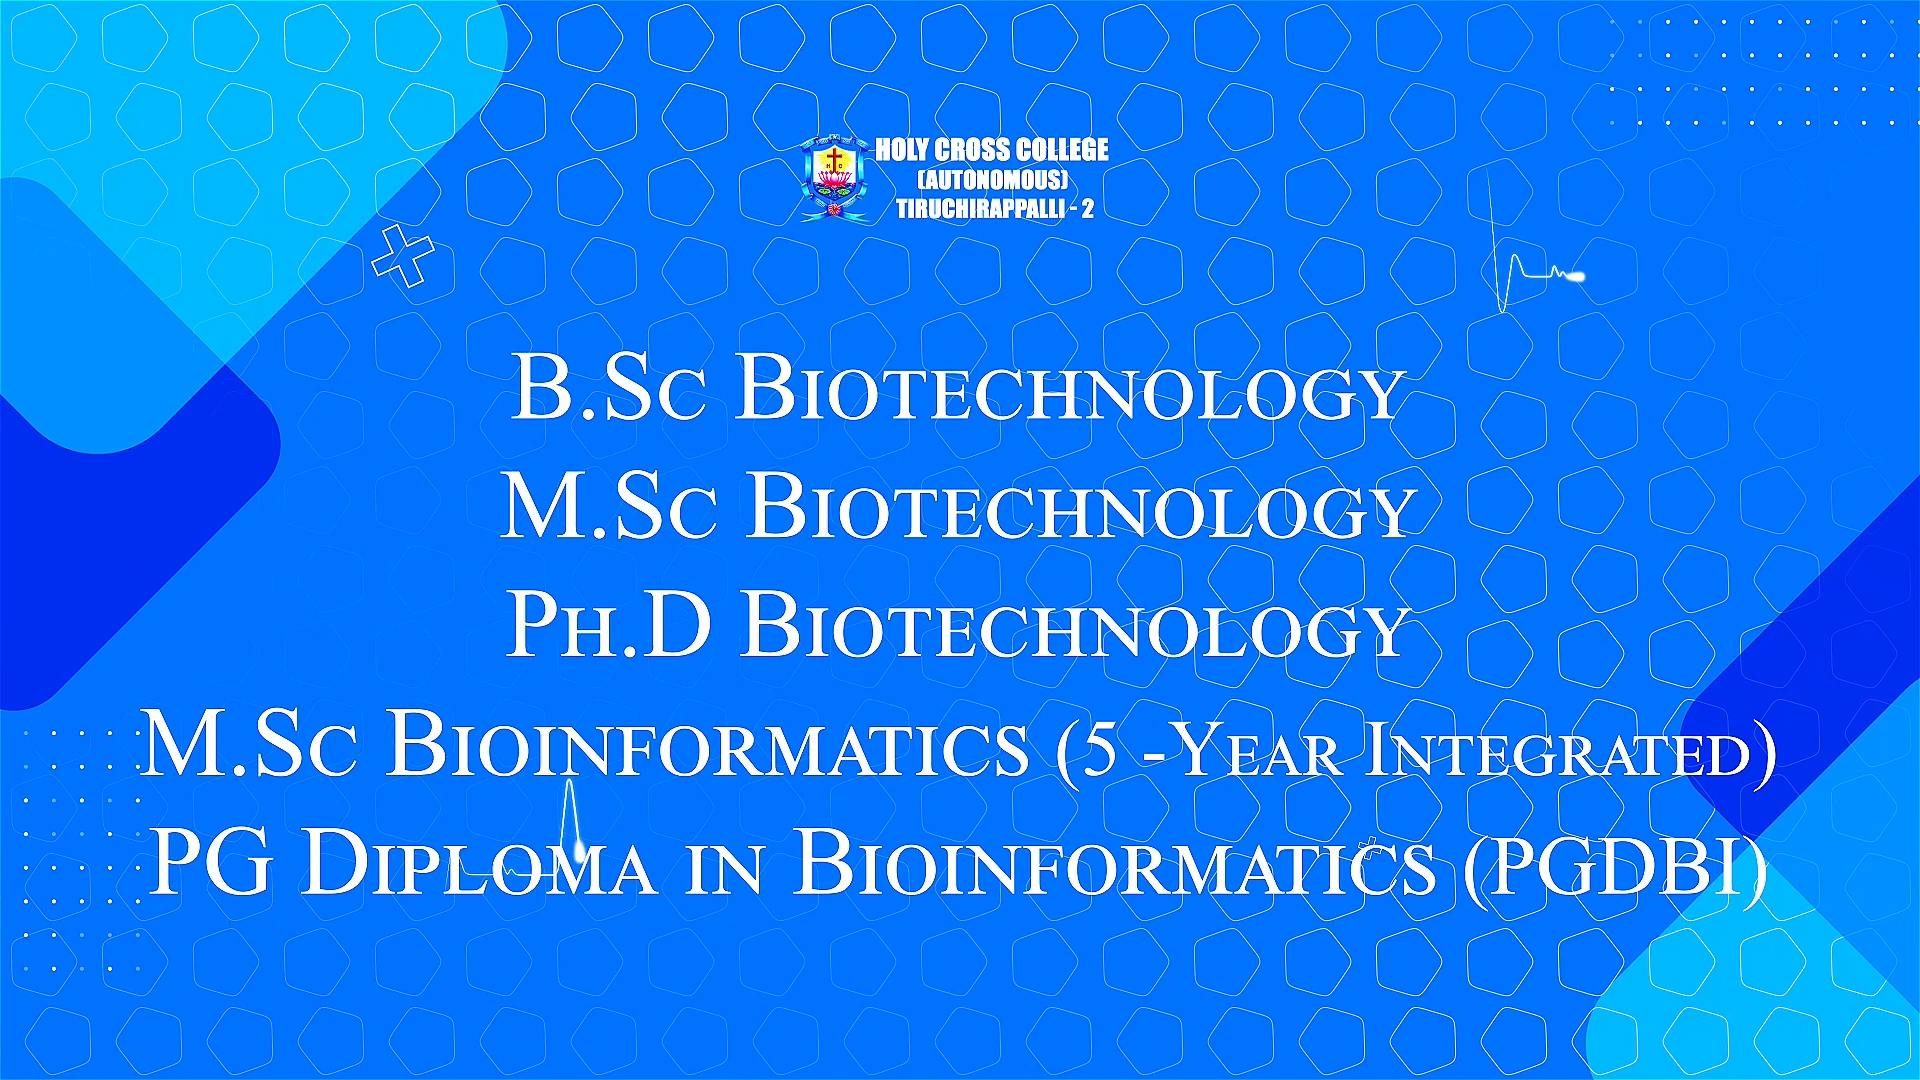 HOLY CROSS COLLEGE
(AUTONOMOUS)
TIRUCHIRAPPALLI - 2
B.Sc Biotechnology
M.Sc Biotechnology
Ph.D Biotechnology
M.Sc Bioinformatics (5 -Year Integrated)
PG Diploma in Bioinformatics (PGDBI)